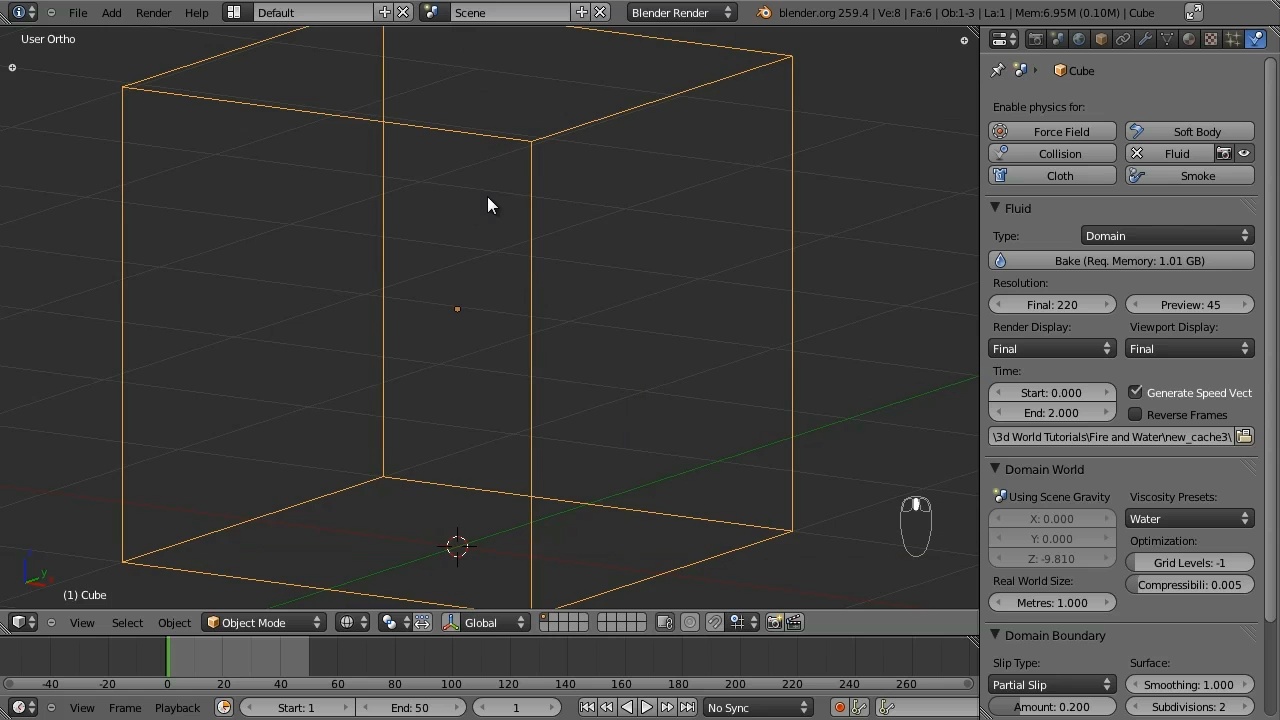 File Add Render Help Default Scene Blender Render blender.org 259.4 | Ve:8 | Fa:6 | Ob:1-3 | La:1 | Mem:6.95M (0.10M) | Cube
User Ortho
Cube
Enable physics for:
Force Field Soft Body
Collision Fluid
Cloth Smoke
Fluid
Type: Domain
Bake (Req. Memory: 1.01 GB)
Resolution:
Final: 220 Preview: 45
Render Display: Viewport Display:
Final Final
Time:
Start: 0.000 Generate Speed Vect
End: 2.000 Reverse Frames
\3d World Tutorials\Fire and Water\new_cache3\
Domain World
Using Scene Gravity Viscosity Presets:
X: 0.000 Water
Y: 0.000 Optimization:
Z: -9.810 Grid Levels: -1
Real World Size: Compressibili: 0.005
Metres: 1.000
Domain Boundary
Slip Type: Surface:
Partial Slip Smoothing: 1.000
Amount: 0.200 Subdivisions: 2
z
y
(1) Cube
View Select Object Object Mode Global
-40 -20 0 20 40 60 80 100 120 140 160 180 200 220 240 260
View Frame Playback Start: 1 End: 50 1 No Sync